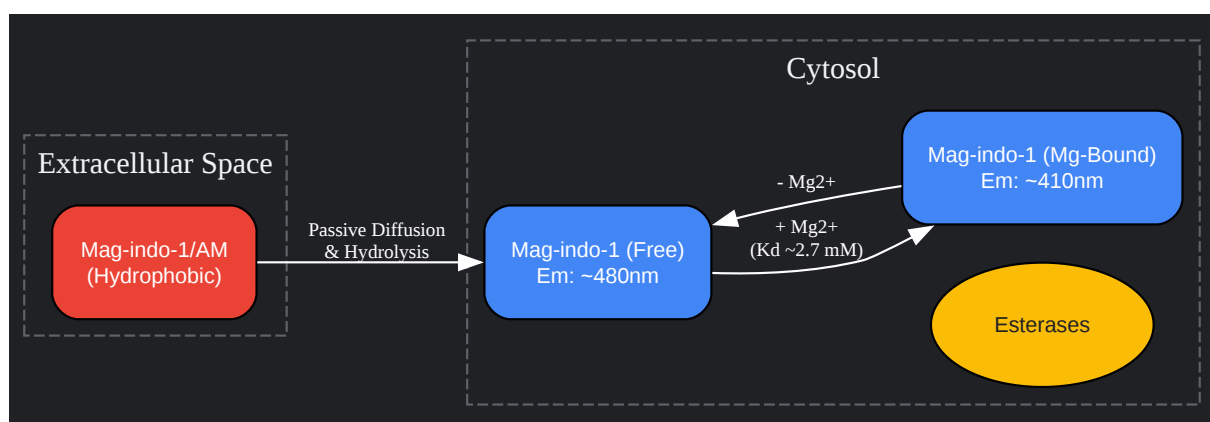 Cytosol
Extracellular Space
Mag-indo-1/AM
(Hydrophobic)
Passive Diffusion
& Hydrolysis
Mag-indo-1 (Free)
Em: ~480nm
- Mg2+
+ Mg2+
(Kd ~2.7 mM)
Mag-indo-1 (Mg-Bound)
Em: ~410nm
Esterases